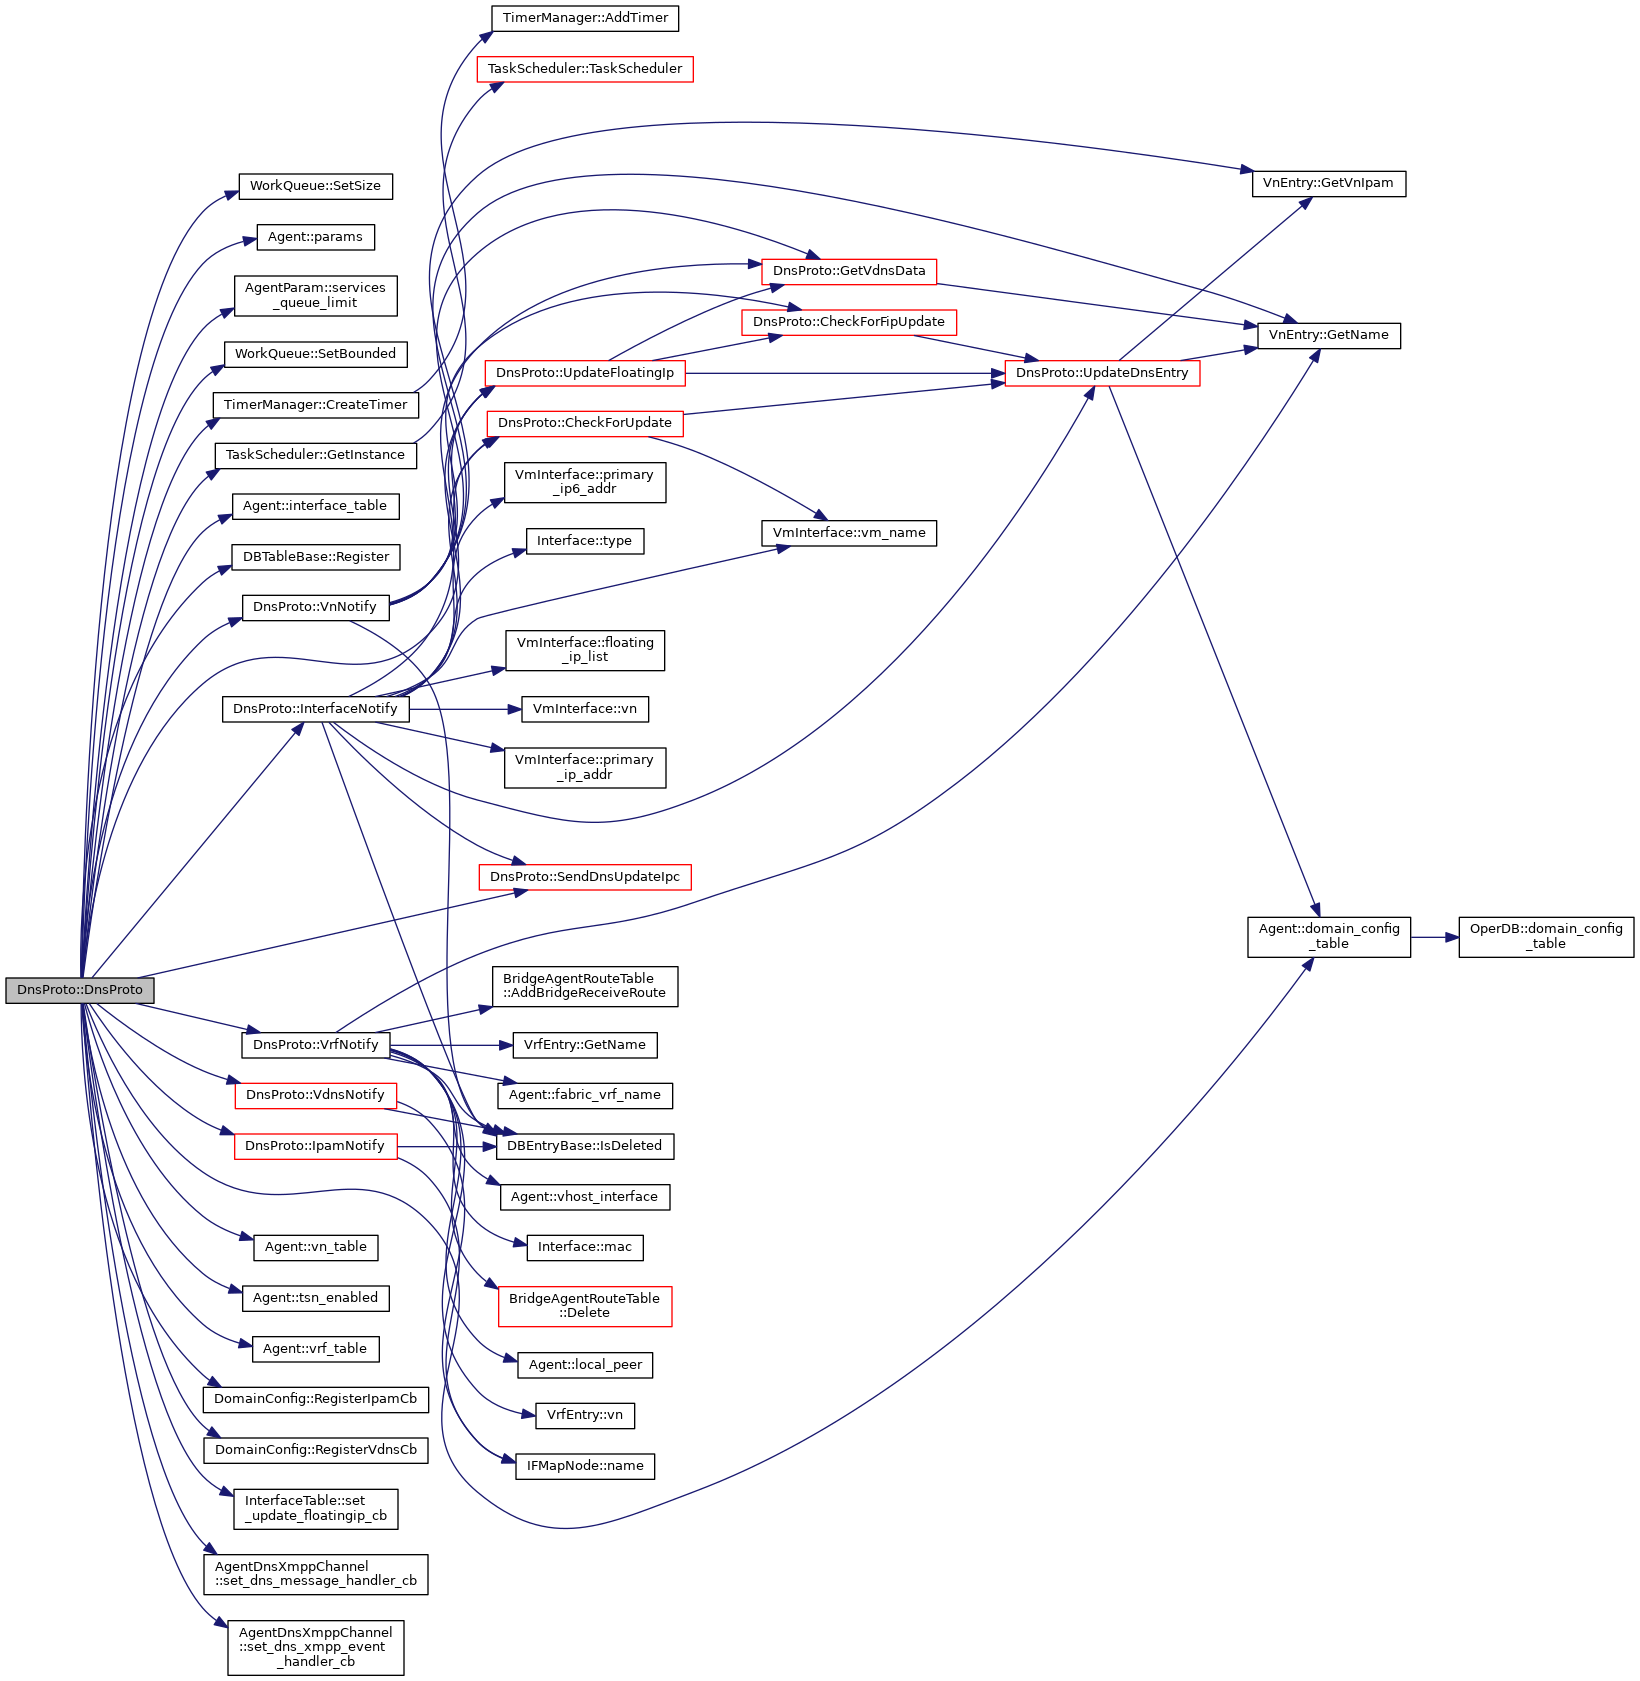 TimerManager::AddTimer
TaskScheduler::TaskScheduler
WorkQueue::SetSize
Agent::params
AgentParam::services
_queue_limit
WorkQueue::SetBounded
TimerManager::CreateTimer
TaskScheduler::GetInstance
Agent::interface_table
DBTableBase::Register
DnsProto::VnNotify
DnsProto::InterfaceNotify
DnsProto::DnsProto
DnsProto::VrfNotify
DnsProto::VdnsNotify
DnsProto::IpamNotify
Agent::vn_table
Agent::tsn_enabled
Agent::vrf_table
DomainConfig::RegisterIpamCb
DomainConfig::RegisterVdnsCb
InterfaceTable::set
_update_floatingip_cb
AgentDnsXmppChannel
::set_dns_message_handler_cb
AgentDnsXmppChannel
::set_dns_xmpp_event
_handler_cb
DnsProto::UpdateFloatingIp
DnsProto::CheckForUpdate
VmInterface::primary
_ip6_addr
Interface::type
VmInterface::floating
_ip_list
VmInterface::vn
VmInterface::primary
_ip_addr
DnsProto::SendDnsUpdateIpc
BridgeAgentRouteTable
::AddBridgeReceiveRoute
VrfEntry::GetName
Agent::fabric_vrf_name
DBEntryBase::IsDeleted
Agent::vhost_interface
Interface::mac
BridgeAgentRouteTable
::Delete
Agent::local_peer
VrfEntry::vn
IFMapNode::name
DnsProto::GetVdnsData
DnsProto::CheckForFipUpdate
VmInterface::vm_name
DnsProto::UpdateDnsEntry
VnEntry::GetVnIpam
VnEntry::GetName
Agent::domain_config
_table
OperDB::domain_config
_table